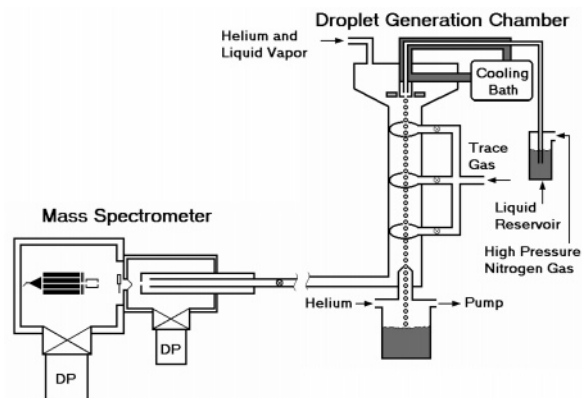 Droplet Generation Chamber
Helium and
Liquid Vapor
Cooling
Bath
Trace
Gas
Liquid
Reservoir
High Pressure
Nitrogen Gas
Mass Spectrometer
Helium
Pump
DP
DP